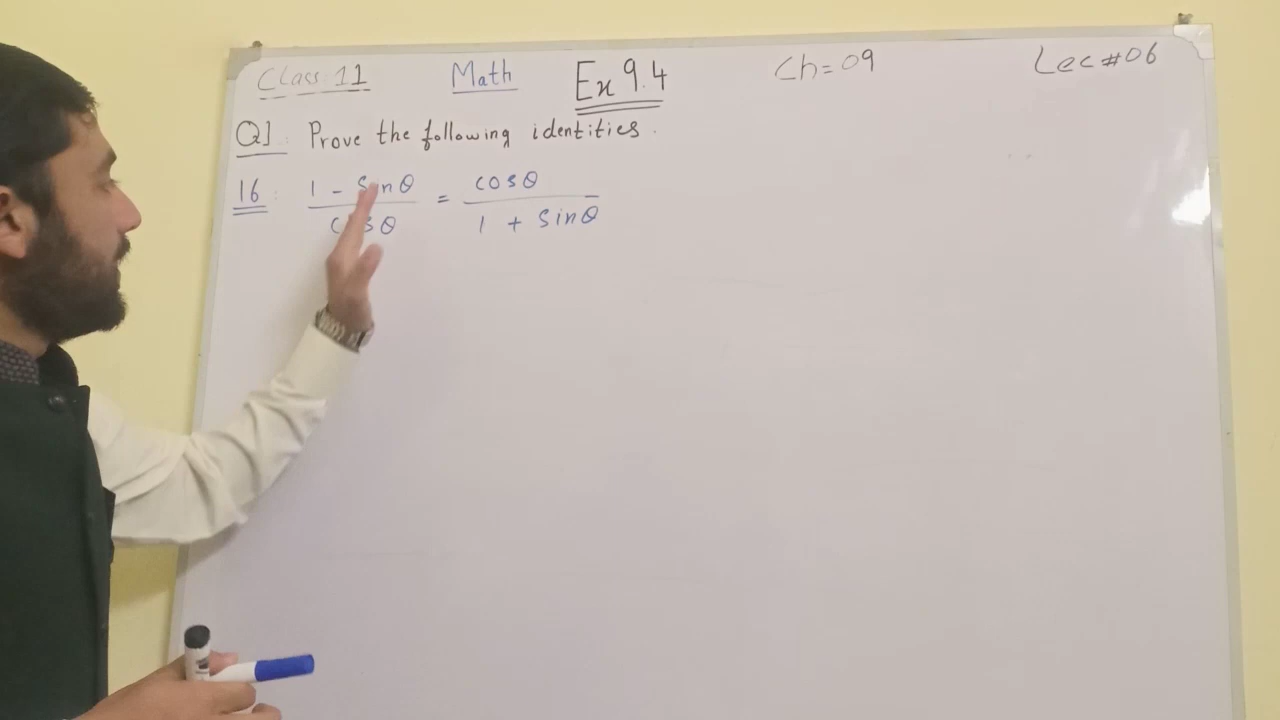 Class 11 Math Ex 9.4 Ch=09 Lec#06
Q1: Prove the following identities.
16: 1 - Sinθ / cosθ = cosθ / 1 + Sinθ